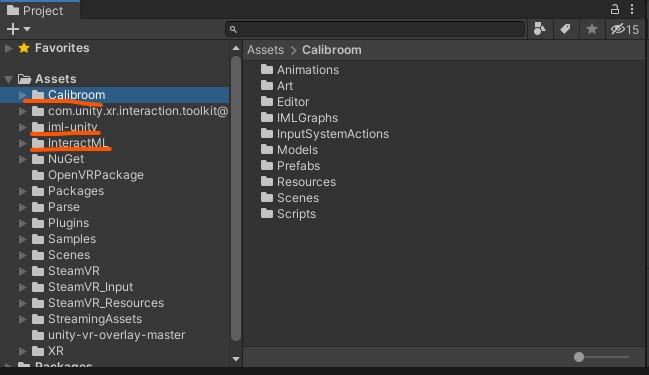 Project
15
Favorites
Assets
Calibroom
com.unity.xr.interaction.toolkit@
iml-unity
InteractML
NuGet
OpenVRPackage
Packages
Parse
Plugins
Samples
Scenes
SteamVR
SteamVR_Input
SteamVR_Resources
StreamingAssets
unity-vr-overlay-master
XR
Packages
Assets > Calibroom
Animations
Art
Editor
IMLGraphs
InputSystemActions
Models
Prefabs
Resources
Scenes
Scripts